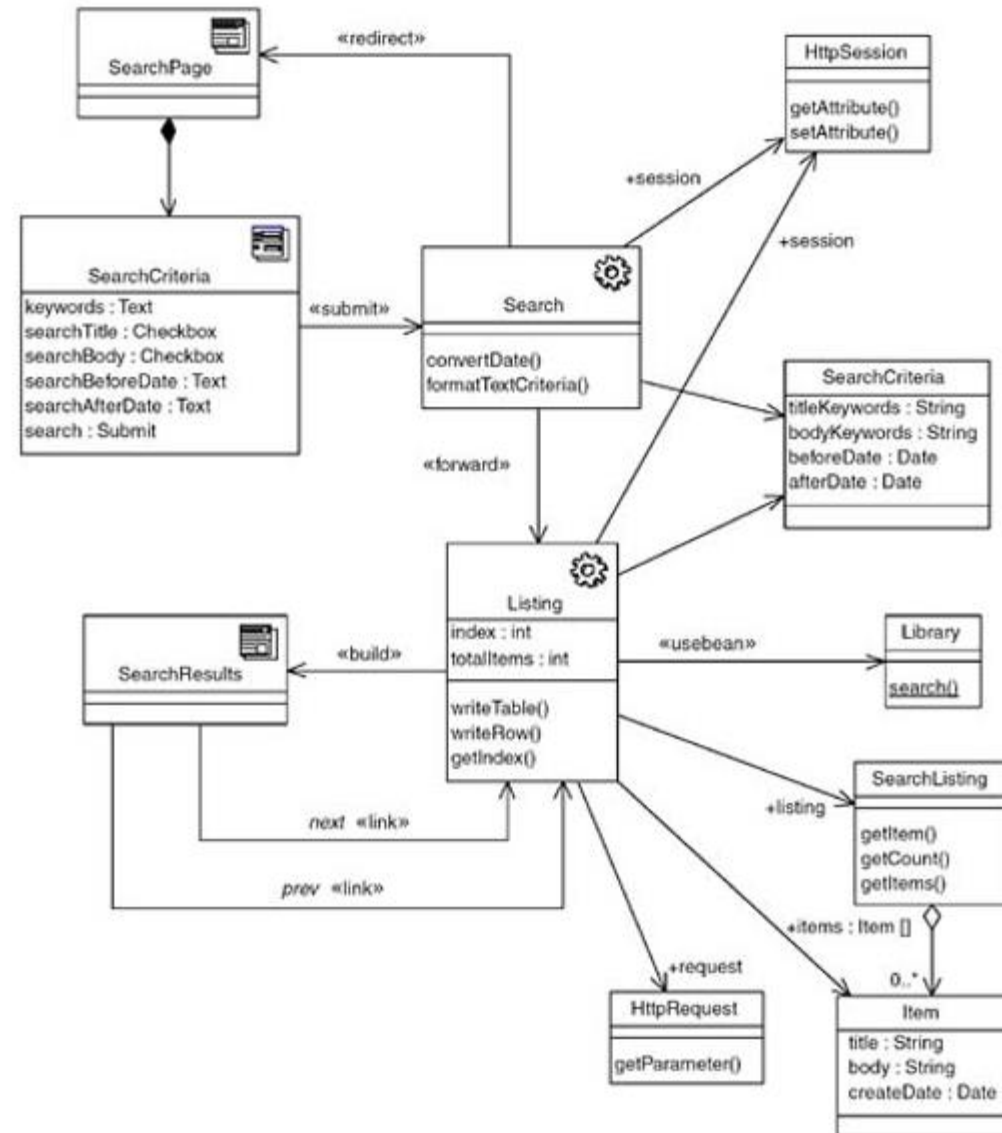 SearchPage
«redirect»
HttpSession
getAttribute()
setAttribute()
+session
+session
SearchCriteria
keywords : Text
searchTitle : Checkbox
searchBody : Checkbox
searchBeforeDate : Text
searchAfterDate : Text
search : Submit
«submit»
Search
convertDate()
formatTextCriteria()
SearchCriteria
titleKeywords : String
bodyKeywords : String
beforeDate : Date
afterDate : Date
«forward»
Listing
index : int
totalItems : int
writeTable()
writeRow()
getIndex()
«build»
SearchResults
«usebean»
Library
search()
next «link»
prev «link»
+listing
SearchListing
getItem()
getCount()
getItems()
+items : Item []
0..*
+request
HttpRequest
getParameter()
Item
title : String
body : String
createDate : Date